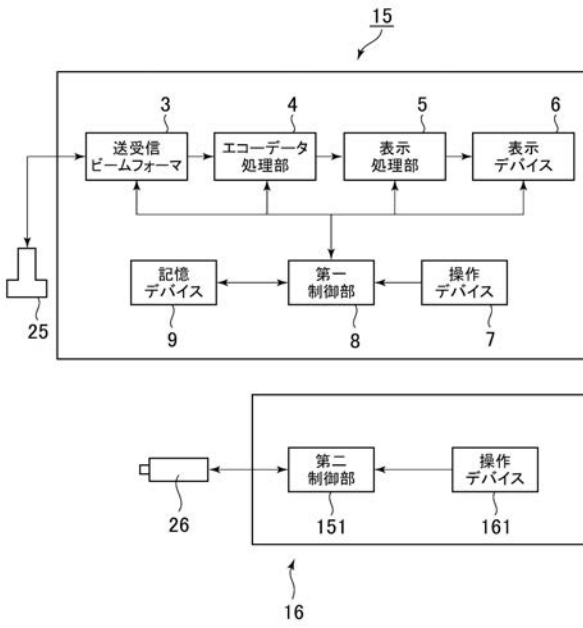 15
3
4
5
6
送受信
ビームフォーマ
エコーデータ
処理部
表示
処理部
表示
デバイス
25
記憶
デバイス
第一
制御部
操作
デバイス
9
8
7
第二
制御部
操作
デバイス
26
151
161
16